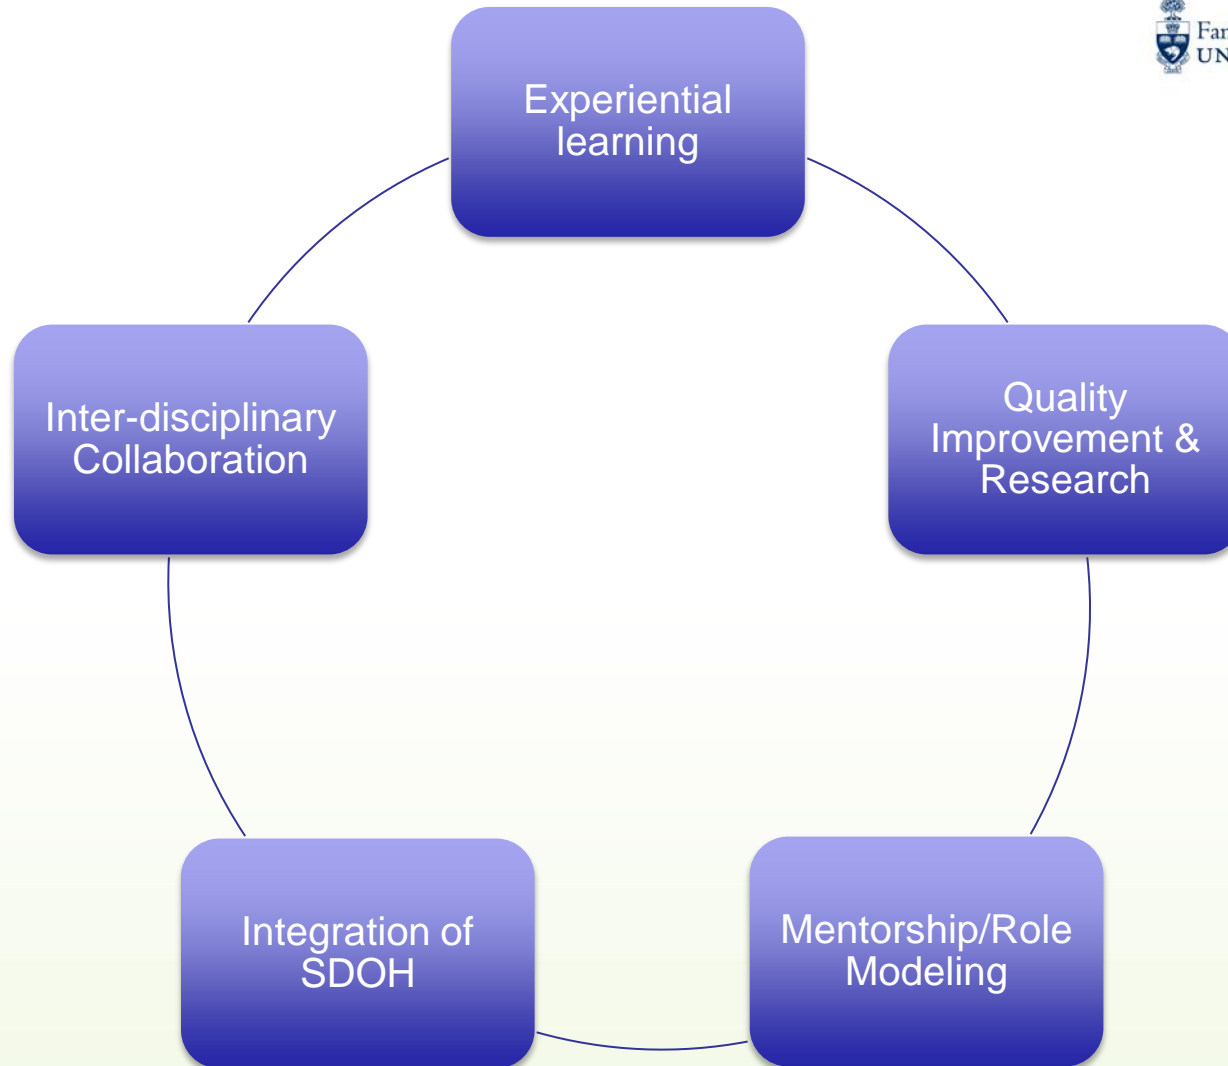 Experiential
learning
Inter-disciplinary
Collaboration
Quality
Improvement &
Research
Integration of
SDOH
Mentorship/Role
Modeling